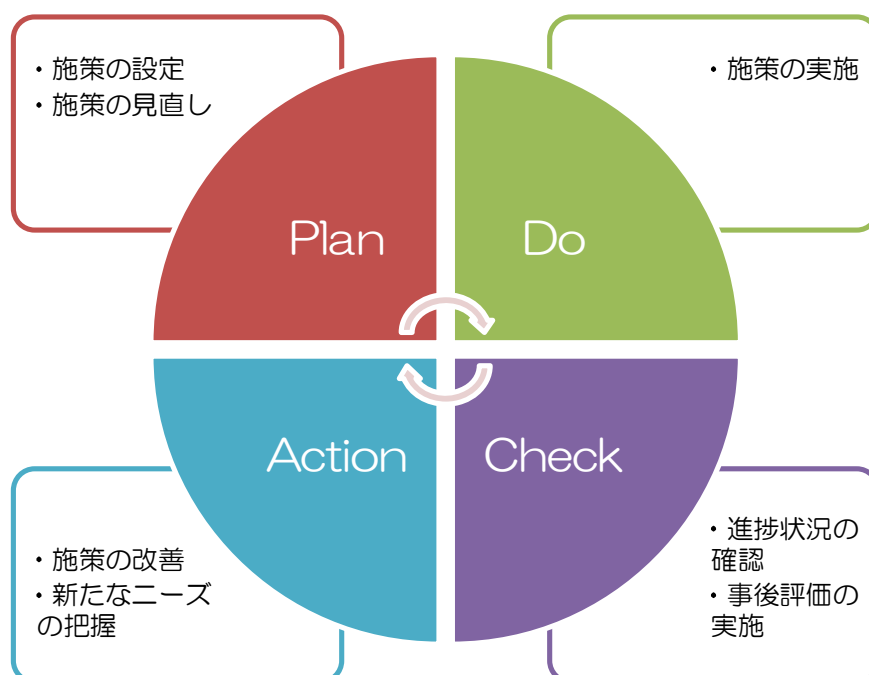 ・施策の設定
・施策の見直し
・施策の実施
Plan
Do
Action
Check
・施策の改善
・新たなニーズ
の把握
・進捗状況の
確認
・事後評価の
実施